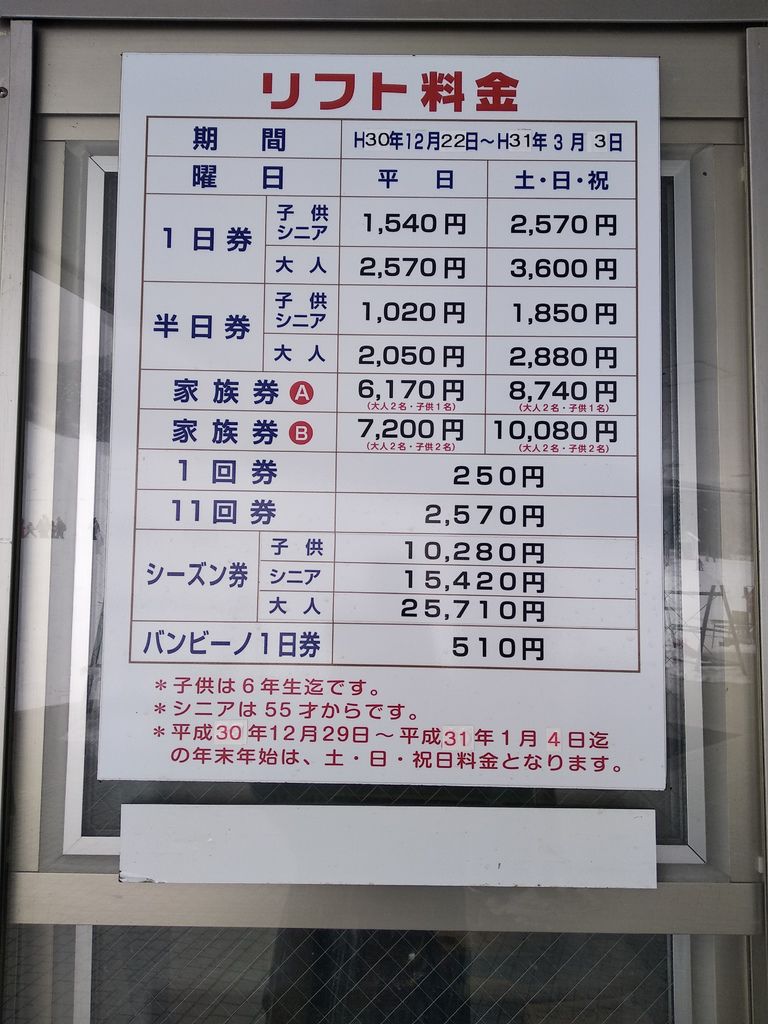 リフト料金
期間 H30年12月22日～H31年3月3日
曜日 平日 土・日・祝
1日券 子供 シニア 1,540円 2,570円
大人 2,570円 3,600円
半日券 子供 シニア 1,020円 1,850円
大人 2,050円 2,880円
家族券 A 6,170円 8,740円
(大人2名・子供1名) (大人2名・子供1名)
家族券 B 7,200円 10,080円
(大人2名・子供2名) (大人2名・子供2名)
1回券 250円
11回券 2,570円
シーズン券 子供 10,280円
シニア 15,420円
大人 25,710円
バンビーノ1日券 510円
＊子供は6年生迄です。
＊シニアは55才からです。
＊平成30年12月29日～平成31年1月4日迄
の年末年始は、土・日・祝日料金となります。